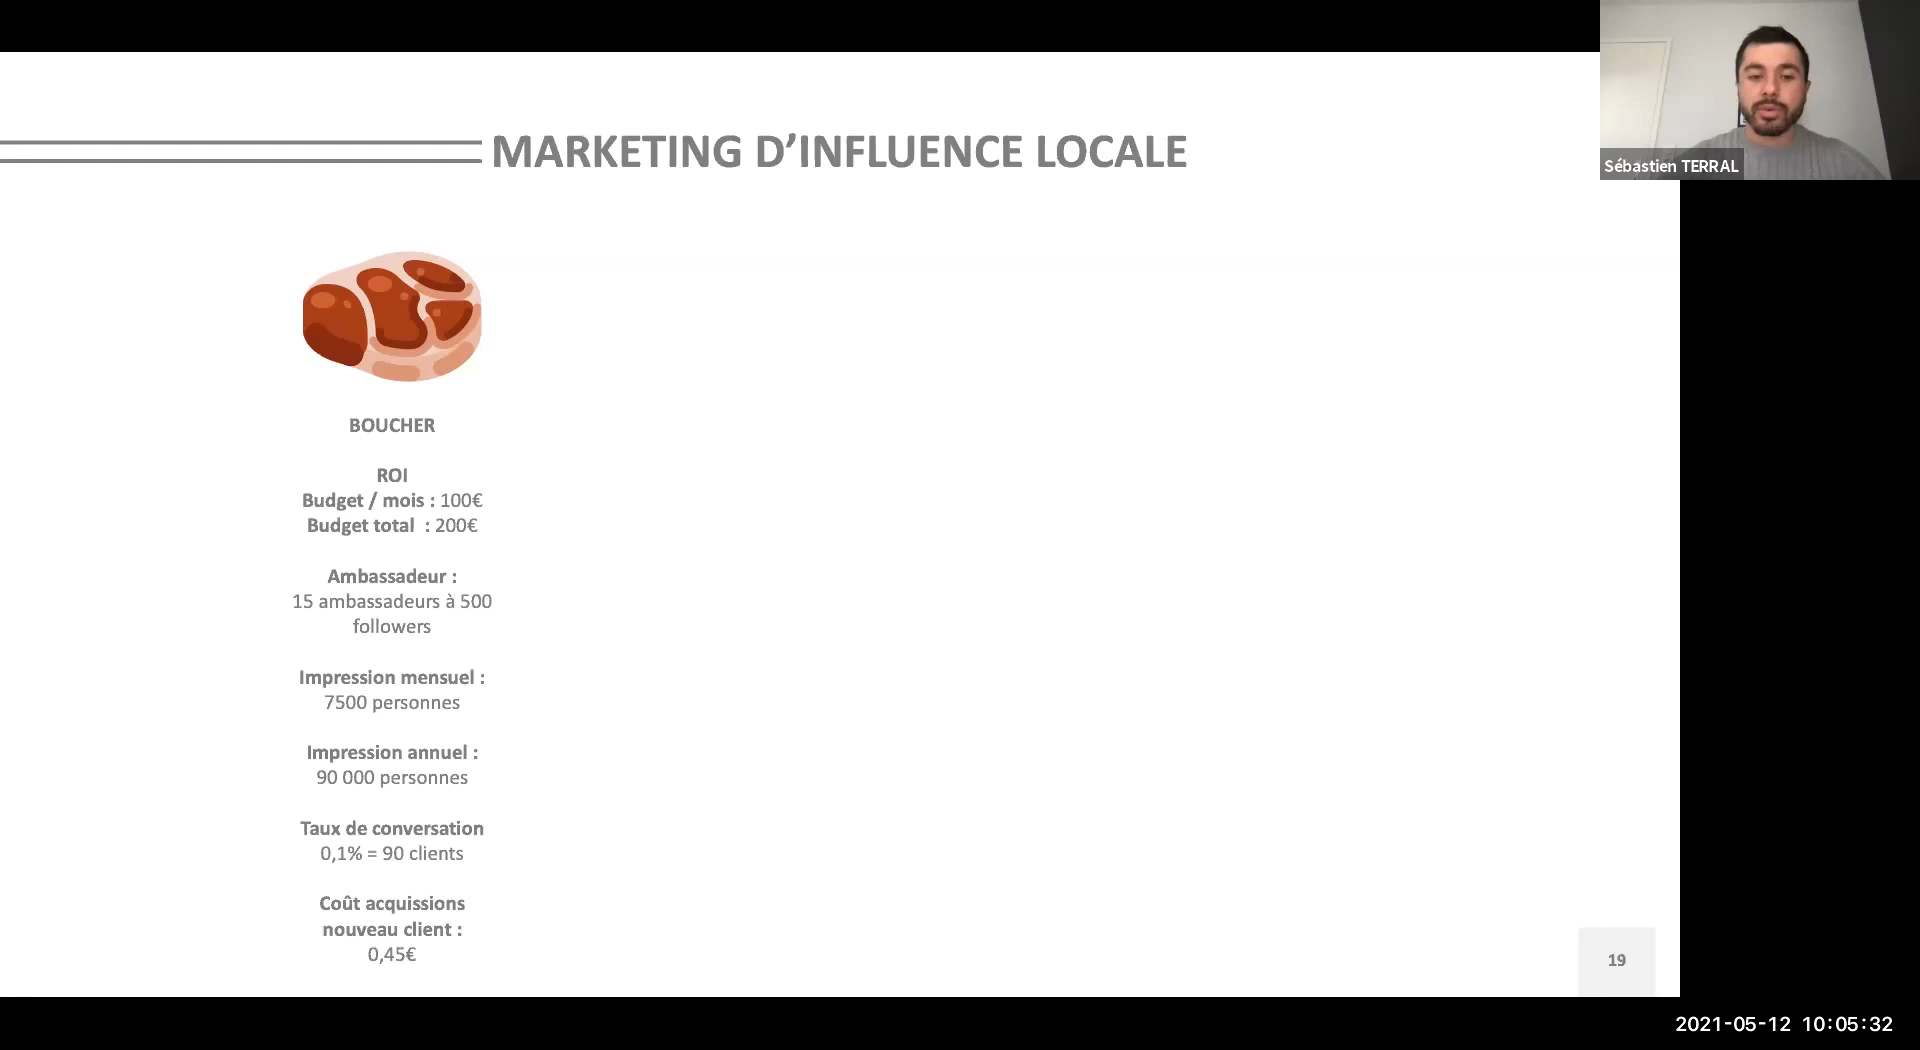 MARKETING D’INFLUENCE LOCALE
Sébastien TERRAL
BOUCHER
ROI
Budget / mois : 100€
Budget total  : 200€
Ambassadeur :
15 ambassadeurs à 500
followers
Impression mensuel :
7500 personnes
Impression annuel :
90 000 personnes
Taux de conversation
0,1% = 90 clients
Coût acquissions
nouveau client :
0,45€
19
2021-05-12 10:05:32